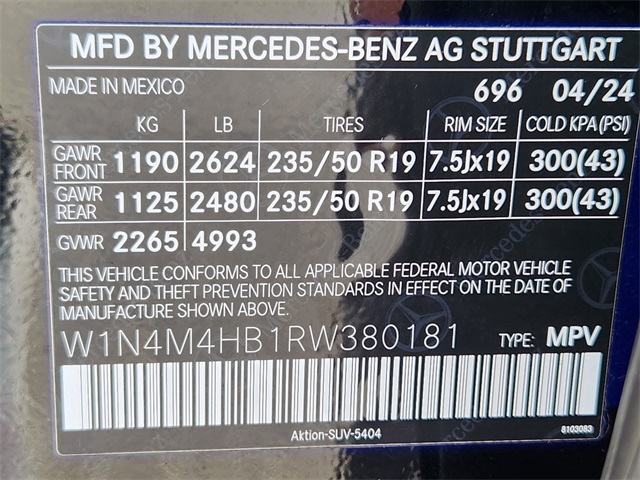 MFD BY MERCEDES-BENZ AG STUTTGART
MADE IN MEXICO 696 04/24
KG LB TIRES RIM SIZE COLD KPA(PSI)
GAWR FRONT 1190 2624 235/50 R19 7.5Jx19 300(43)
GAWR REAR 1125 2480 235/50 R19 7.5Jx19 300(43)
GVWR 2265 4993
THIS VEHICLE CONFORMS TO ALL APPLICABLE FEDERAL MOTOR VEHICLE
SAFETY AND THEFT PREVENTION STANDARDS IN EFFECT ON THE DATE OF
MANUFACTURE SHOWN ABOVE.
W1N4M4HB1RW380181 TYPE: MPV
Aktion-SUV-5404 8103083